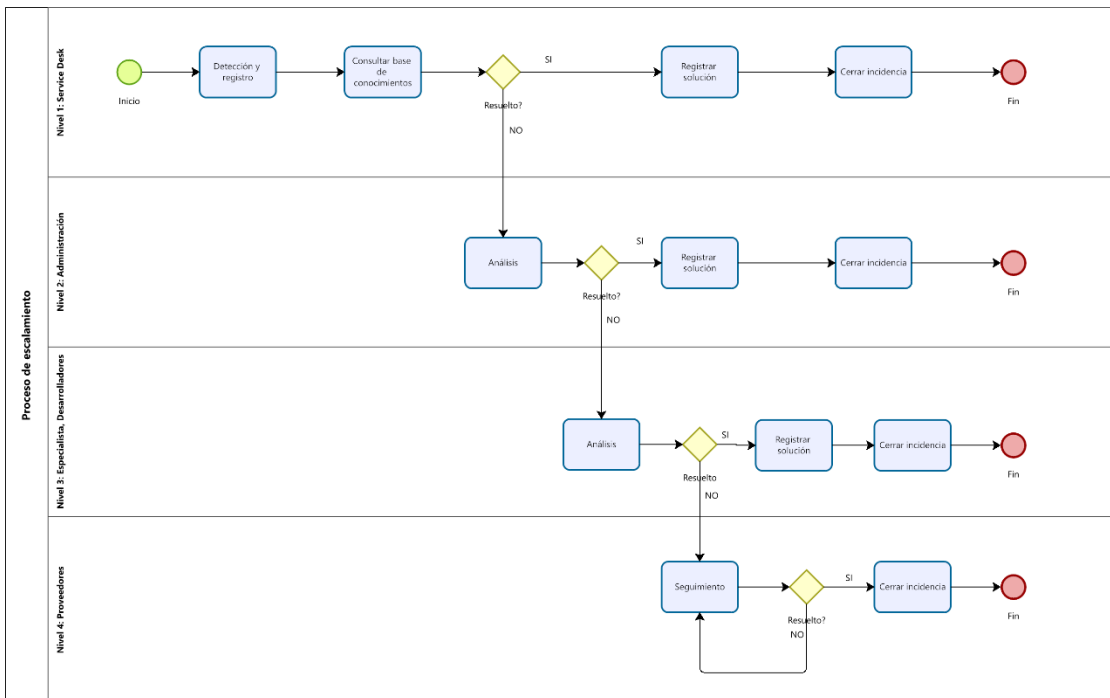 Proceso de escalamiento
Nivel 1: Service Desk
Inicio
Detección y
registro
Consultar base
de
conocimientos
Resuelto?
SI
NO
Registrar
solución
Cerrar incidencia
Fin
Nivel 2: Administración
Análisis
Resuelto?
SI
NO
Registrar
solución
Cerrar incidencia
Fin
Nivel 3: Especialista, Desarrolladores
Análisis
Resuelto
SI
NO
Registrar
solución
Cerrar incidencia
Fin
Nivel 4: Proveedores
Seguimiento
Resuelto?
SI
NO
Cerrar incidencia
Fin